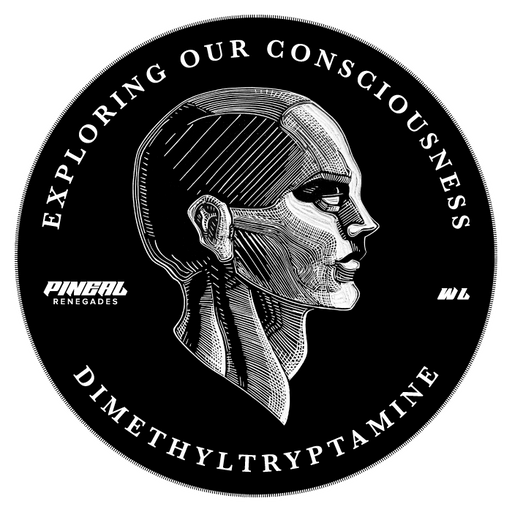 EXPLORING OUR CONSCIOUSNESS
PINEAL
RENEGADES
WL
DIMETHYLTRYPTAMINE